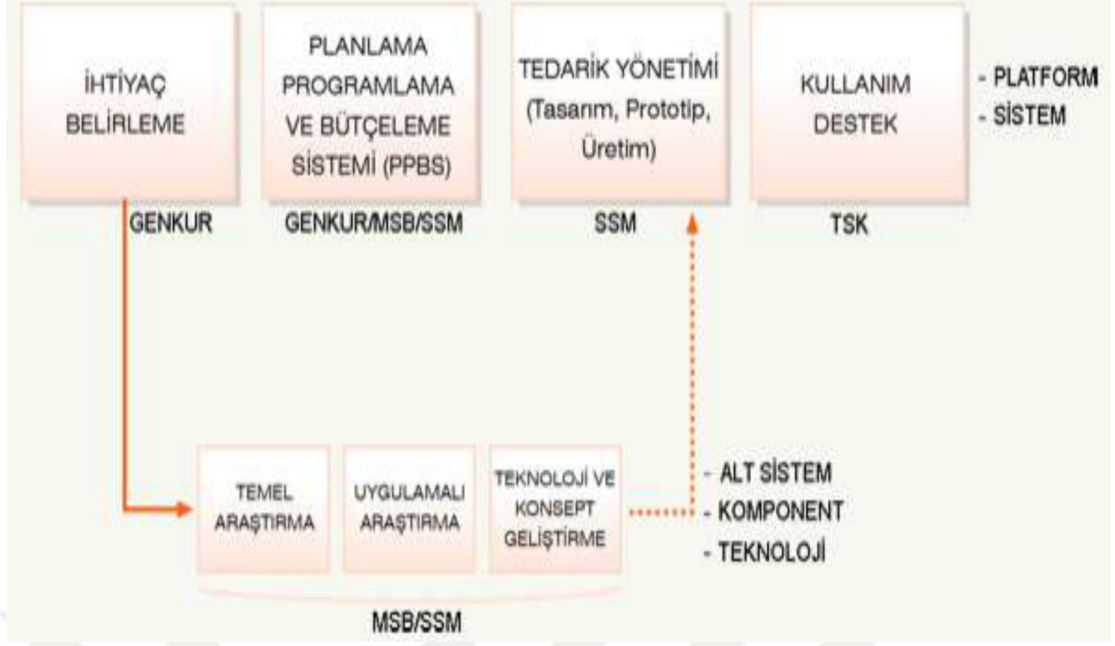 İHTİYAÇ
BELİRLEME
GENKUR
PLANLAMA
PROGRAMLAMA
VE BÜTÇELEME
SİSTEMİ (PPBS)
GENKUR/MSB/SSM
TEDARİK YÖNETİMİ
(Tasarım, Prototip,
Üretim)
SSM
KULLANIM
DESTEK
TSK
- PLATFORM
- SİSTEM
TEMEL
ARAŞTIRMA
UYGULAMALI
ARAŞTIRMA
TEKNOLOJİ VE
KONSEPT
GELİŞTİRME
- ALT SİSTEM
- KOMPONENT
- TEKNOLOJİ
MSB/SSM